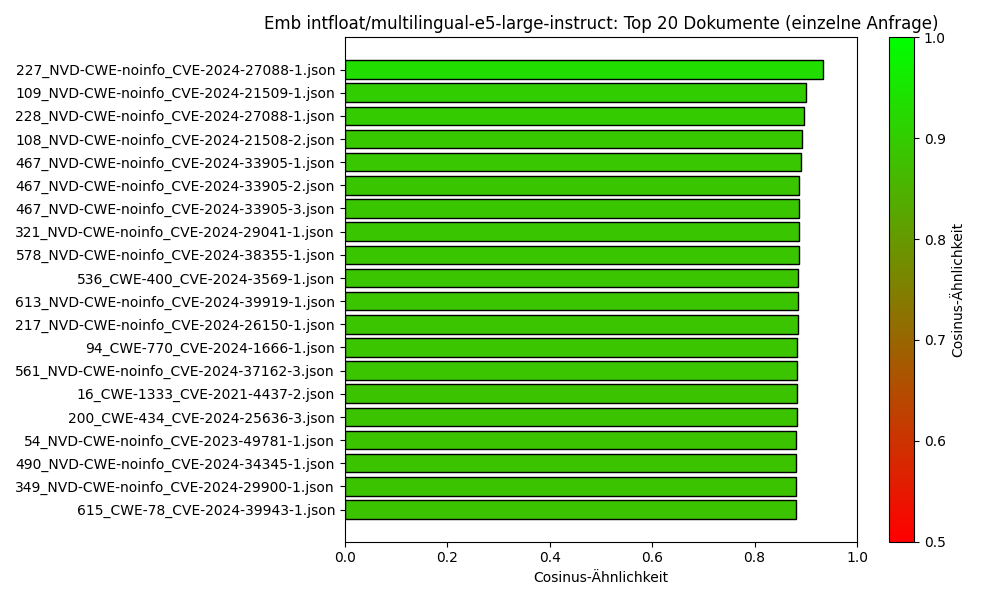 Emb intfloat/multilingual-e5-large-instruct: Top 20 Dokumente (einzelne Anfrage)
227_NVD-CWE-noinfo_CVE-2024-27088-1.json
109_NVD-CWE-noinfo_CVE-2024-21509-1.json
228_NVD-CWE-noinfo_CVE-2024-27088-1.json
108_NVD-CWE-noinfo_CVE-2024-21508-2.json
467_NVD-CWE-noinfo_CVE-2024-33905-1.json
467_NVD-CWE-noinfo_CVE-2024-33905-2.json
467_NVD-CWE-noinfo_CVE-2024-33905-3.json
321_NVD-CWE-noinfo_CVE-2024-29041-1.json
578_NVD-CWE-noinfo_CVE-2024-38355-1.json
536_CWE-400_CVE-2024-3569-1.json
613_NVD-CWE-noinfo_CVE-2024-39919-1.json
217_NVD-CWE-noinfo_CVE-2024-26150-1.json
94_CWE-770_CVE-2024-1666-1.json
561_NVD-CWE-noinfo_CVE-2024-37162-3.json
16_CWE-1333_CVE-2021-4437-2.json
200_CWE-434_CVE-2024-25636-3.json
54_NVD-CWE-noinfo_CVE-2023-49781-1.json
490_NVD-CWE-noinfo_CVE-2024-34345-1.json
349_NVD-CWE-noinfo_CVE-2024-29900-1.json
615_CWE-78_CVE-2024-39943-1.json
0.0 0.2 0.4 0.6 0.8 1.0
Cosinus-Ähnlichkeit
1.0
0.9
0.8
0.7
0.6
0.5
Cosinus-Ähnlichkeit